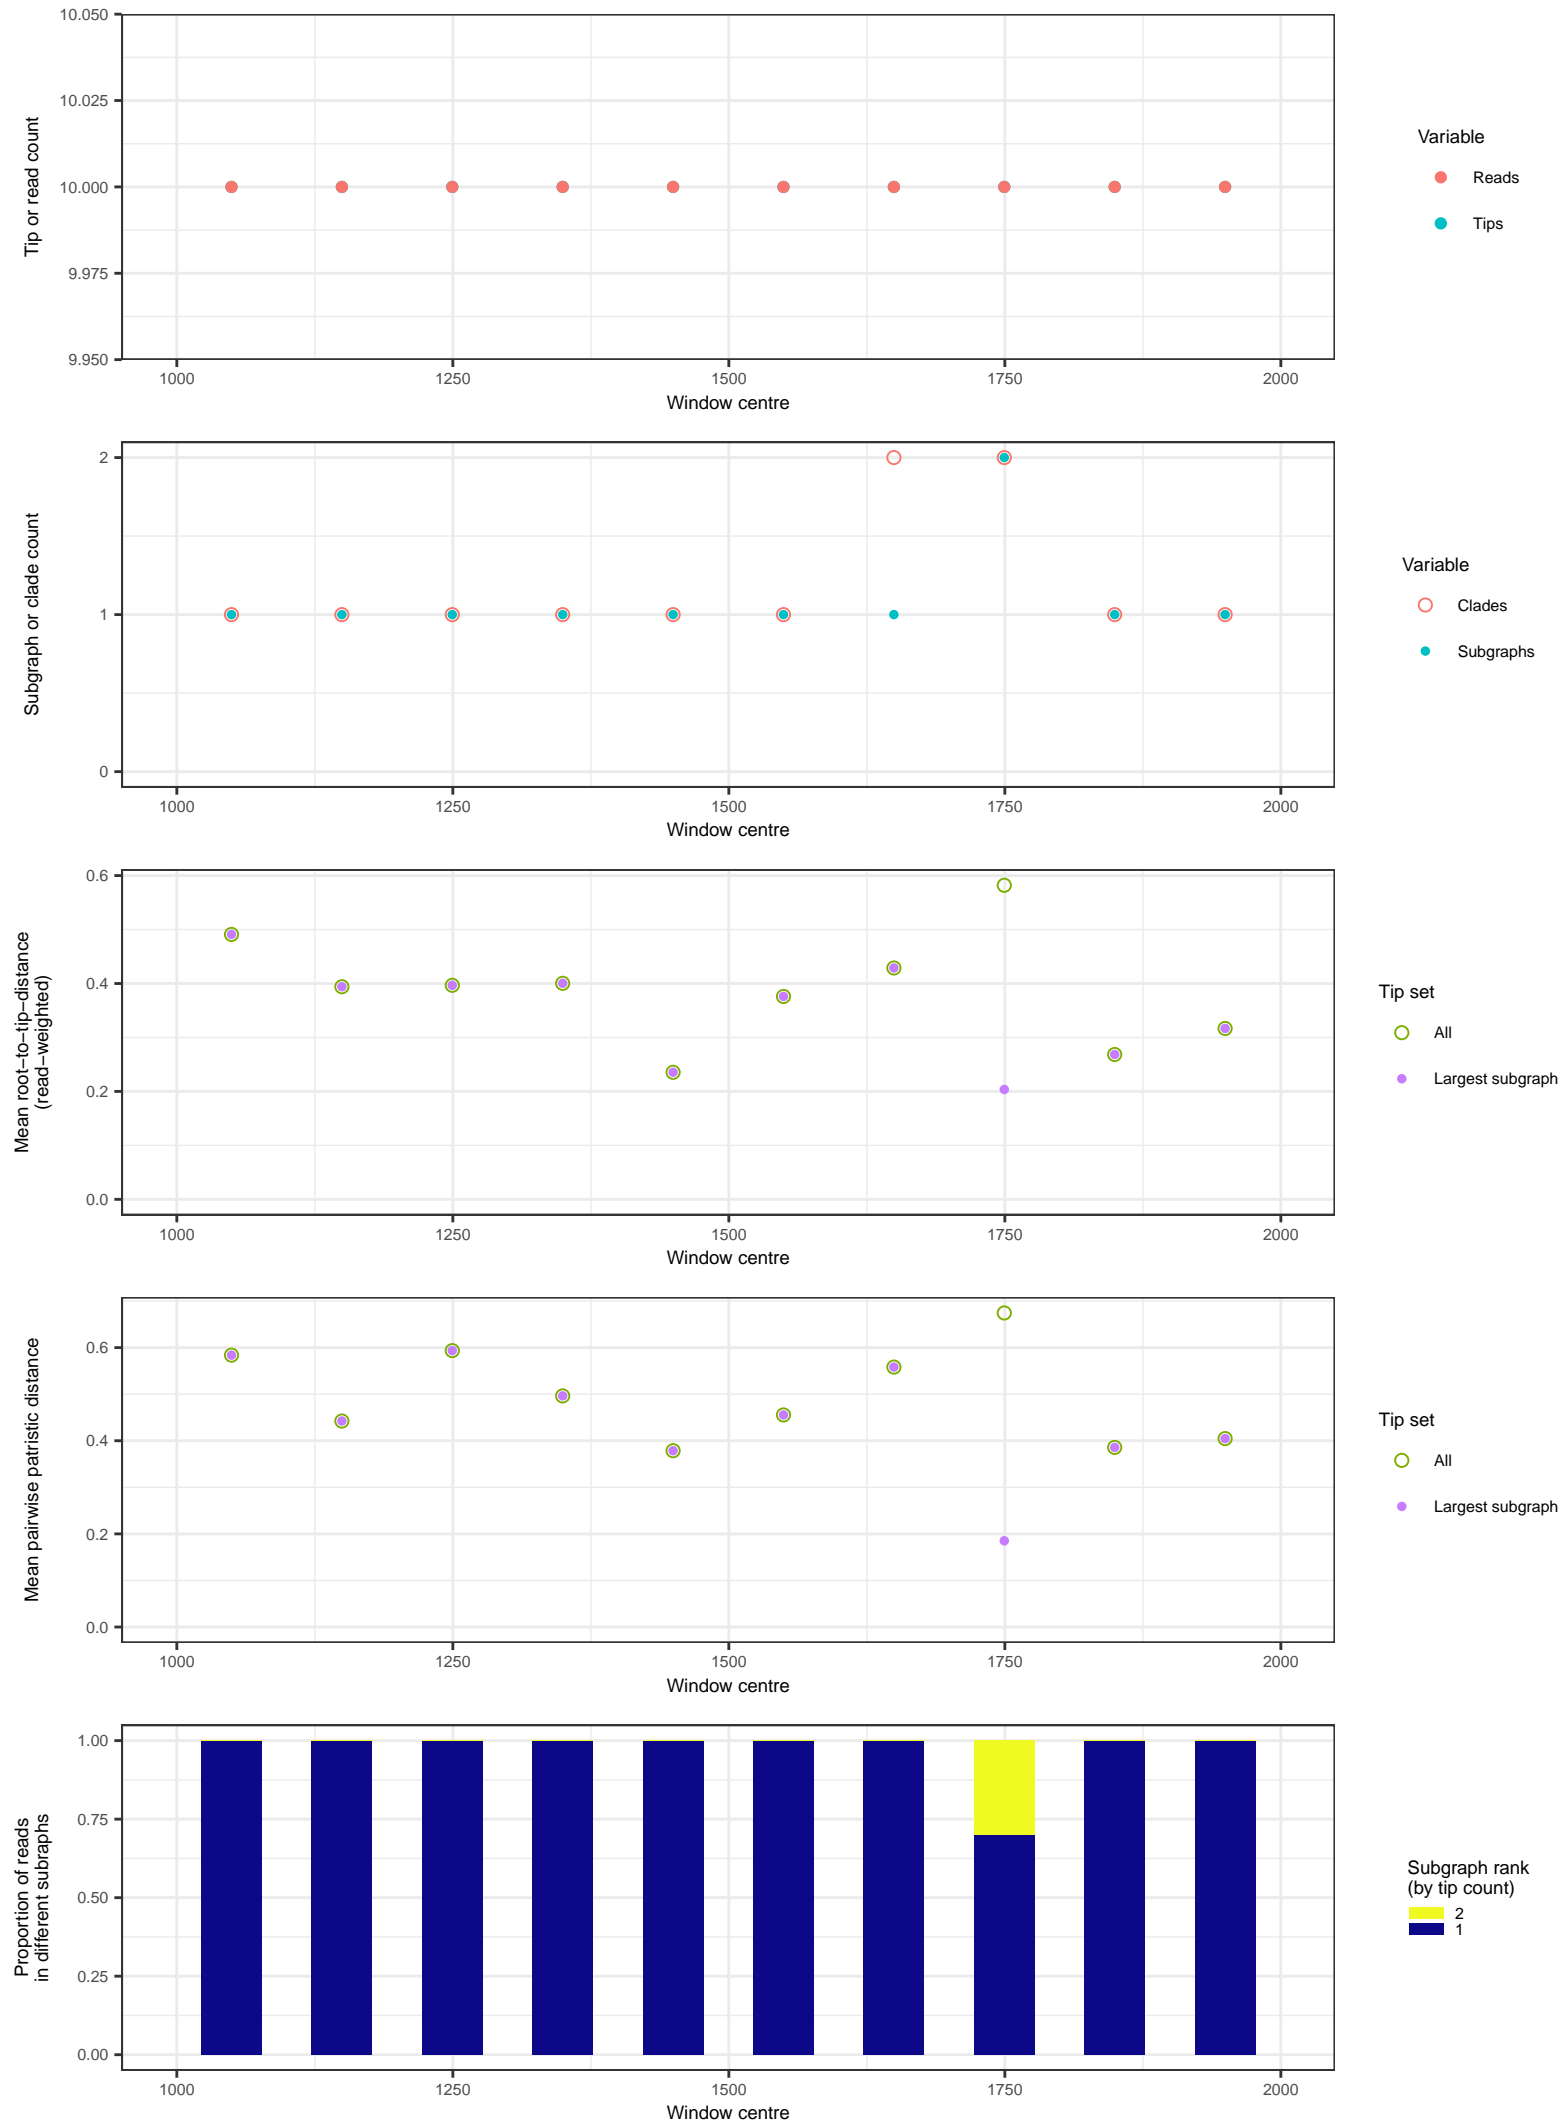 10.050
10.025
10.000
9.975
9.950
Tip or read count
1000 1250 1500 1750 2000
Window centre
Variable
Reads
Tips
2
1
0
Subgraph or clade count
1000 1250 1500 1750 2000
Window centre
Variable
Clades
Subgraphs
0.6
0.4
0.2
0.0
Mean root−to−tip−distance
(read−weighted)
1000 1250 1500 1750 2000
Window centre
Tip set
All
Largest subgraph
0.6
0.4
0.2
0.0
Mean pairwise patristic distance
1000 1250 1500 1750 2000
Window centre
Tip set
All
Largest subgraph
1.00
0.75
0.50
0.25
0.00
Proportion of reads
in different subraphs
1000 1250 1500 1750 2000
Window centre
Subgraph rank
(by tip count)
2
1